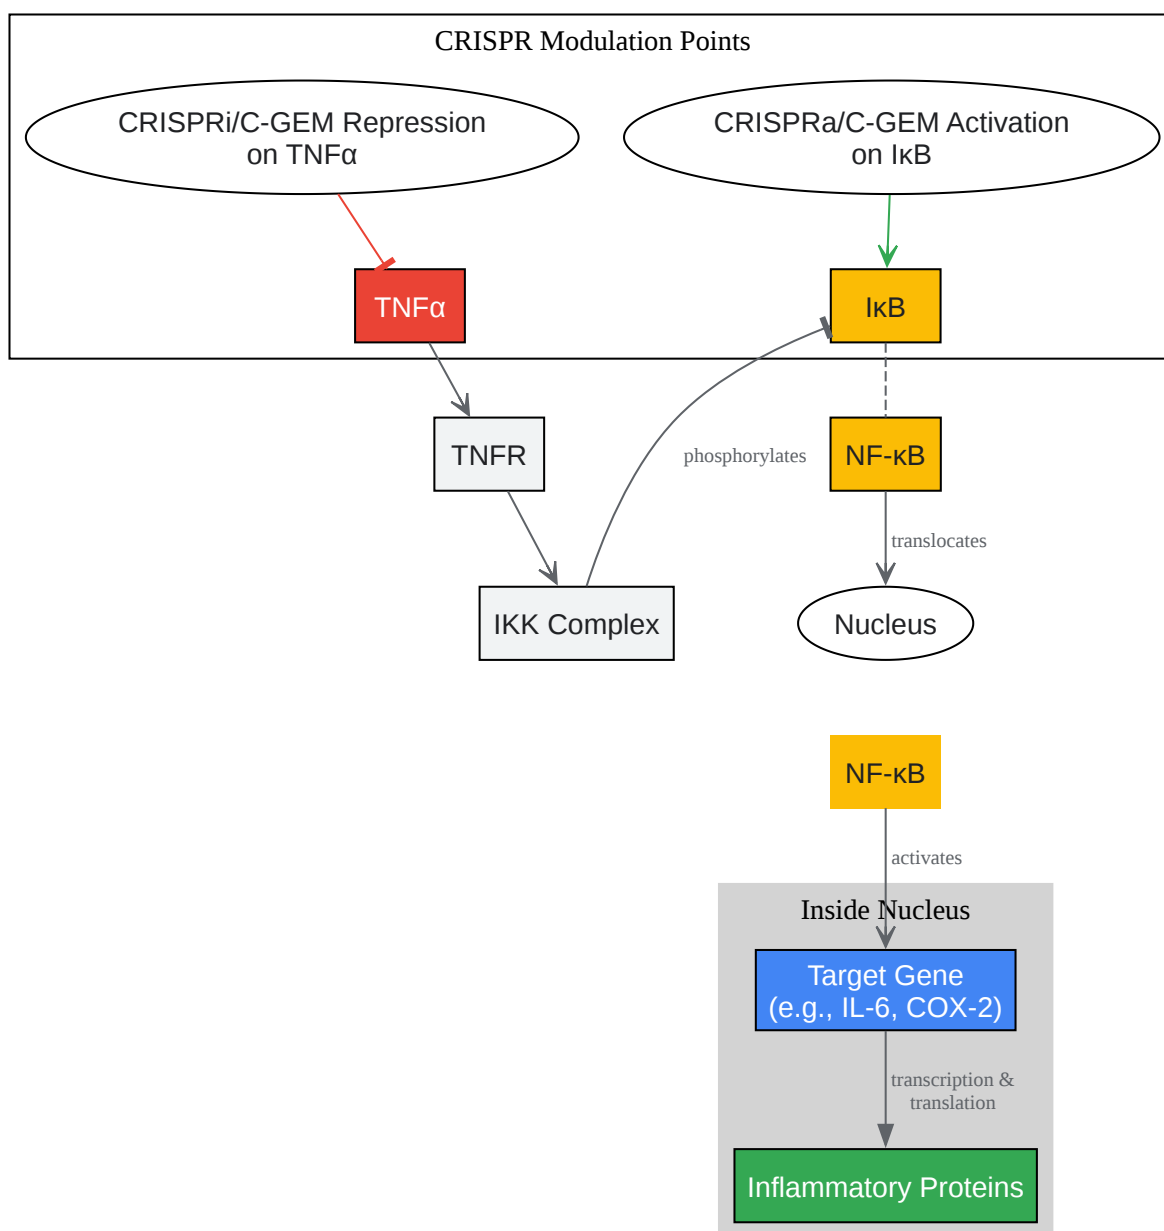 CRISPR Modulation Points
CRISPRi/C-GEM Repression
on TNFα
CRISPRa/C-GEM Activation
on IκB
TNFα
IκB
TNFR
phosphorylates
NF-κB
translocates
IKK Complex
Nucleus
NF-κB
activates
Inside Nucleus
Target Gene
(e.g., IL-6, COX-2)
transcription &
translation
Inflammatory Proteins